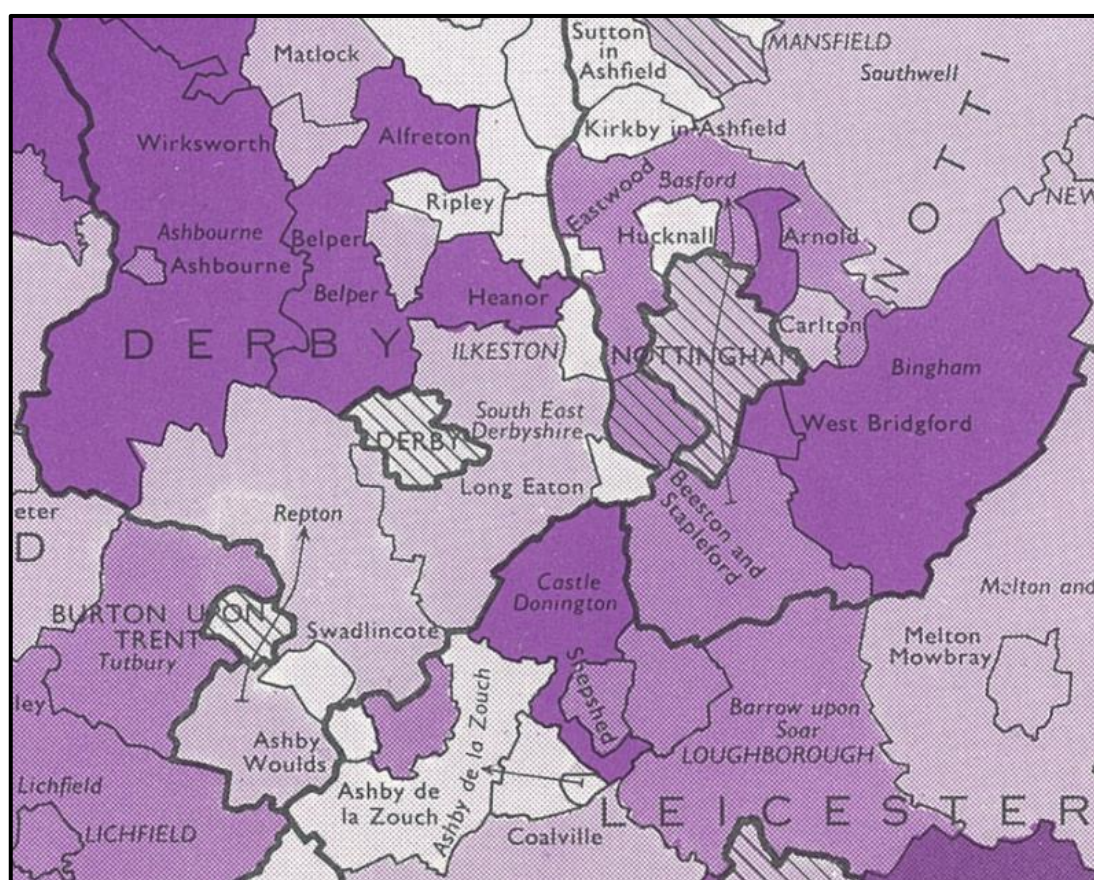 Sutton
in
Ashfield
MANSFIELD
Matlock
Southwell
Wirksworth
Alfreton
Kirkby in Ashfield
Ripley
Eastwood
Basford
NOTTI
NEW
Ashbourne
Belper
Hucknall
Arnold
Ashbourne
Belper
Heanor
Carlton
DERBY
ILKESTON
NOTTINGHAM
Bingham
South East
Derbyshire
DERBY
West Bridgford
Long Eaton
Beeston and
Stapleford
eter
D
Repton
Castle
Donington
Melton and
BURTON UPON
TRENT
Tutbury
Swadlincote
Melton
Mowbray
Shepshed
ley
Ashby
Woulds
Ashby de la Zouch
Barrow upon
Soar
LOUGHBOROUGH
Lichfield
Ashby de
la Zouch
LEICESTER
LICHFIELD
Coalville